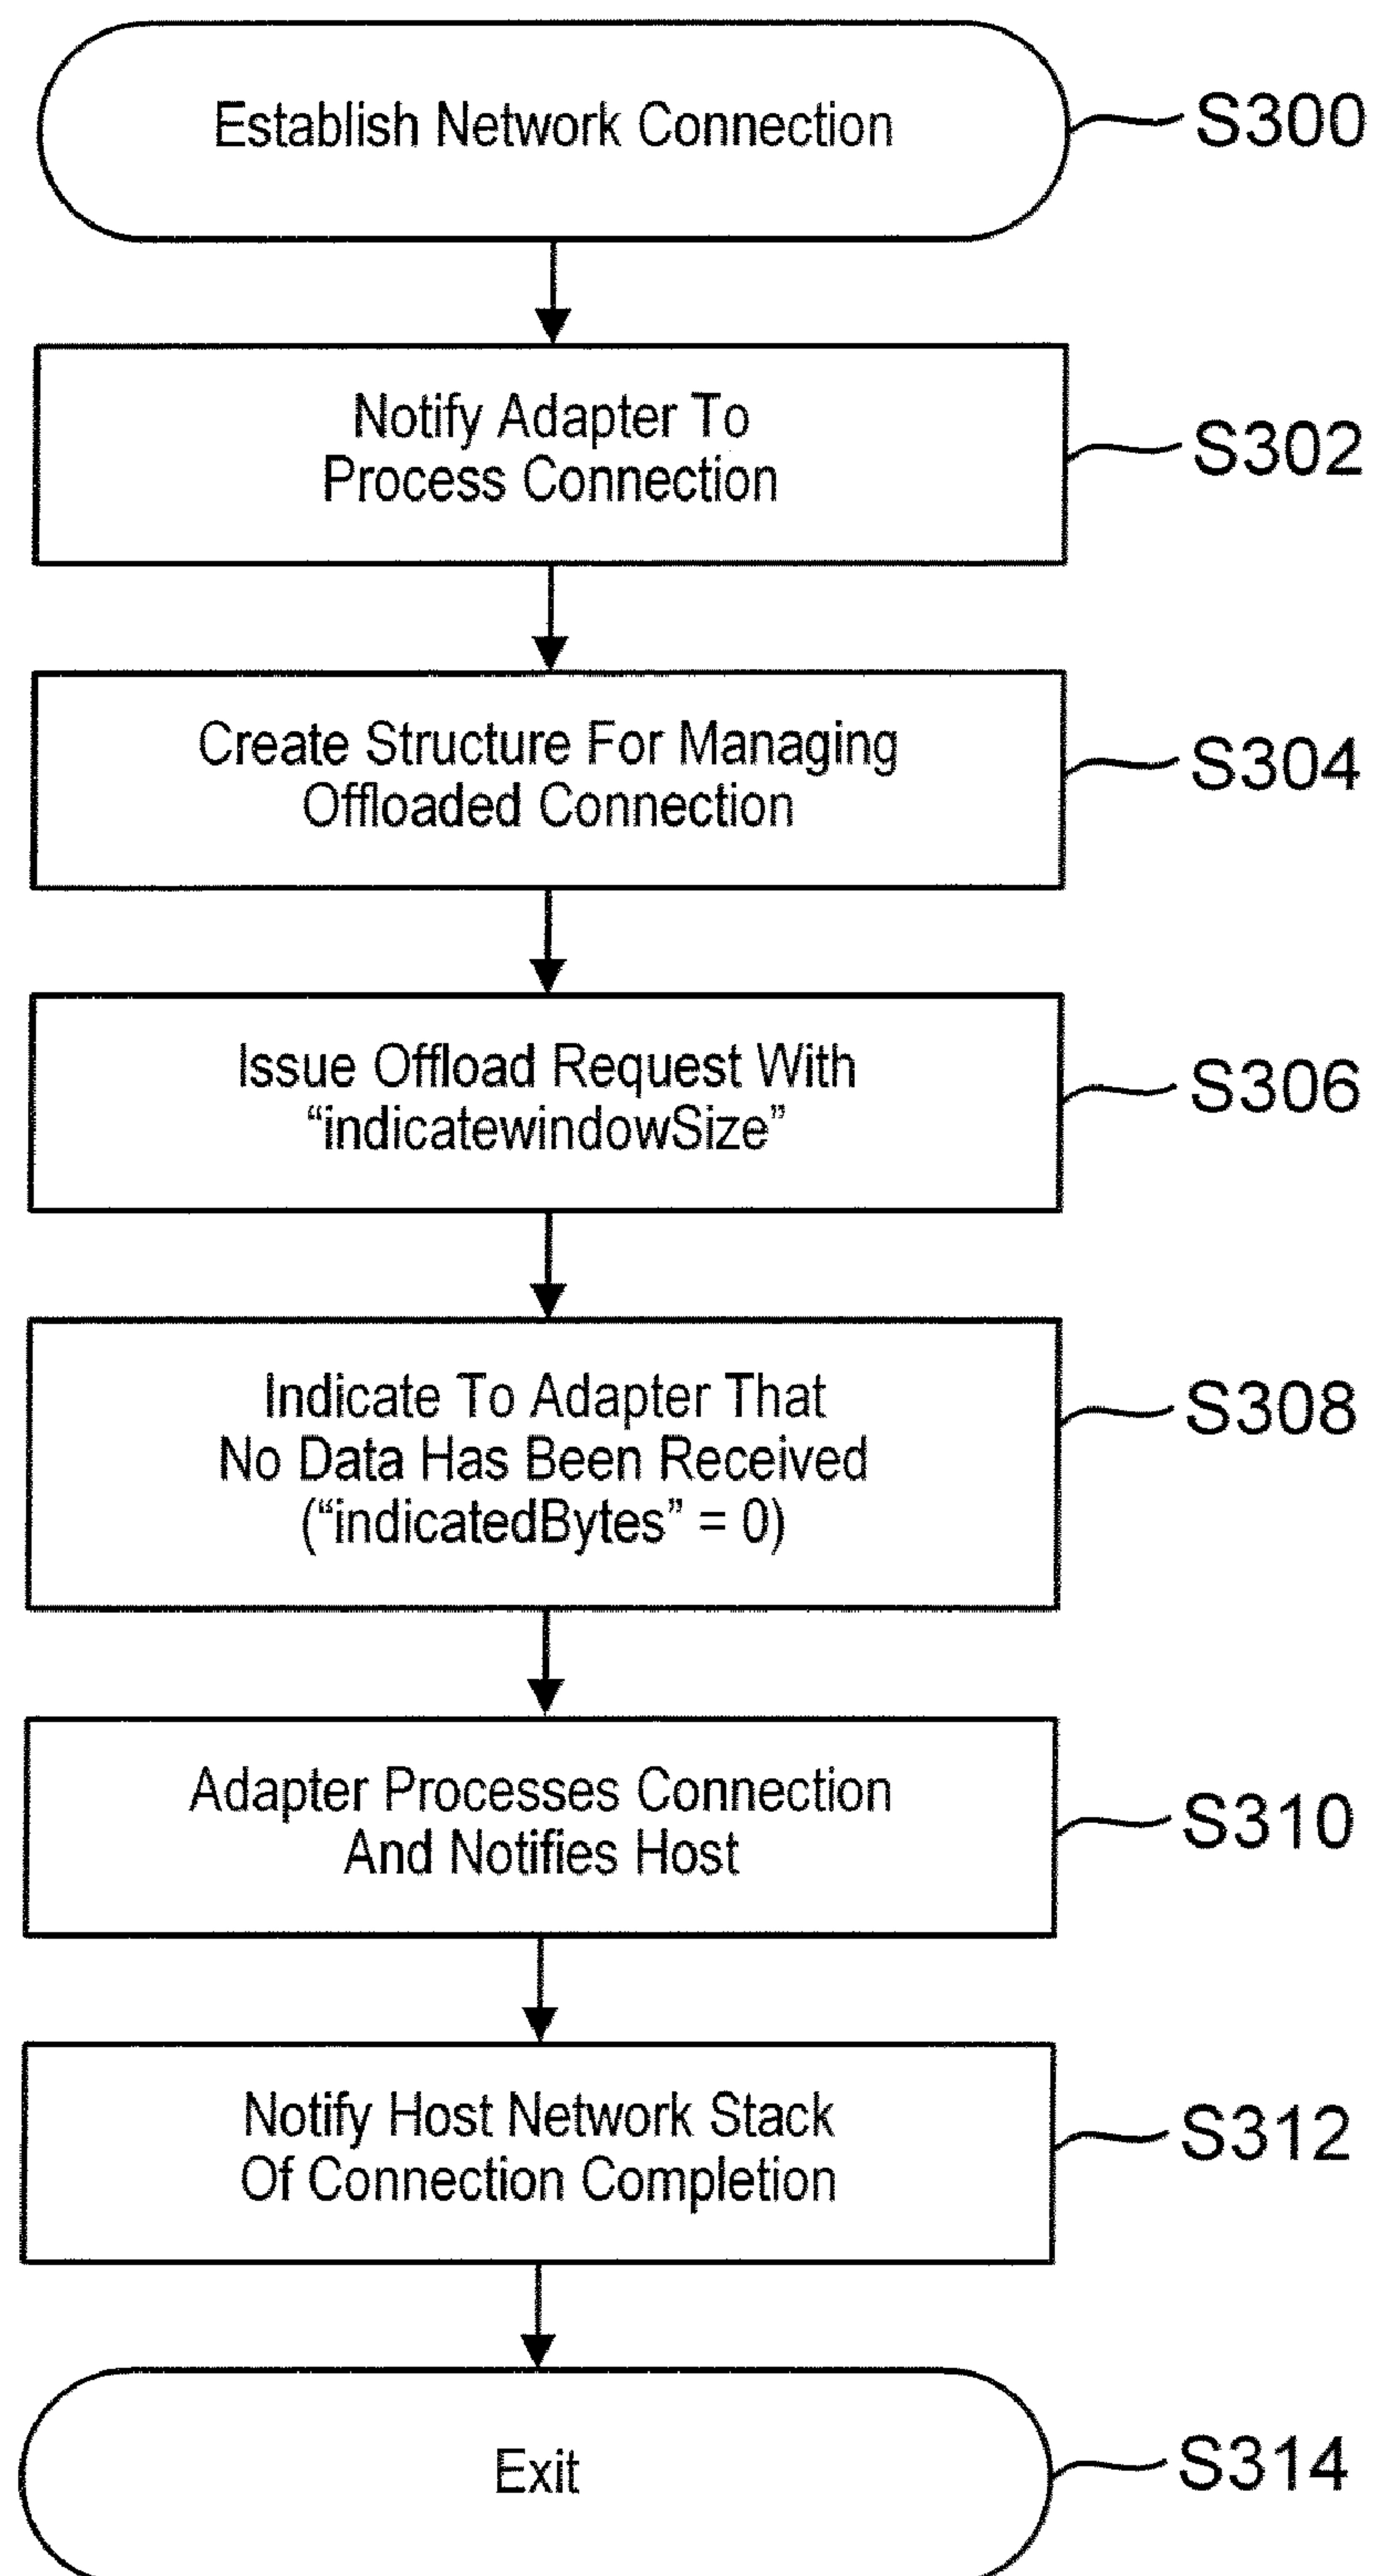 Establish Network Connection
S300
Notify Adapter To
Process Connection
S302
Create Structure For Managing
Offloaded Connection
S304
Issue Offload Request With
“indicatewindowSize”
S306
Indicate To Adapter That
No Data Has Been Received
(“indicatedBytes” = 0)
S308
Adapter Processes Connection
And Notifies Host
S310
Notify Host Network Stack
Of Connection Completion
S312
Exit
S314